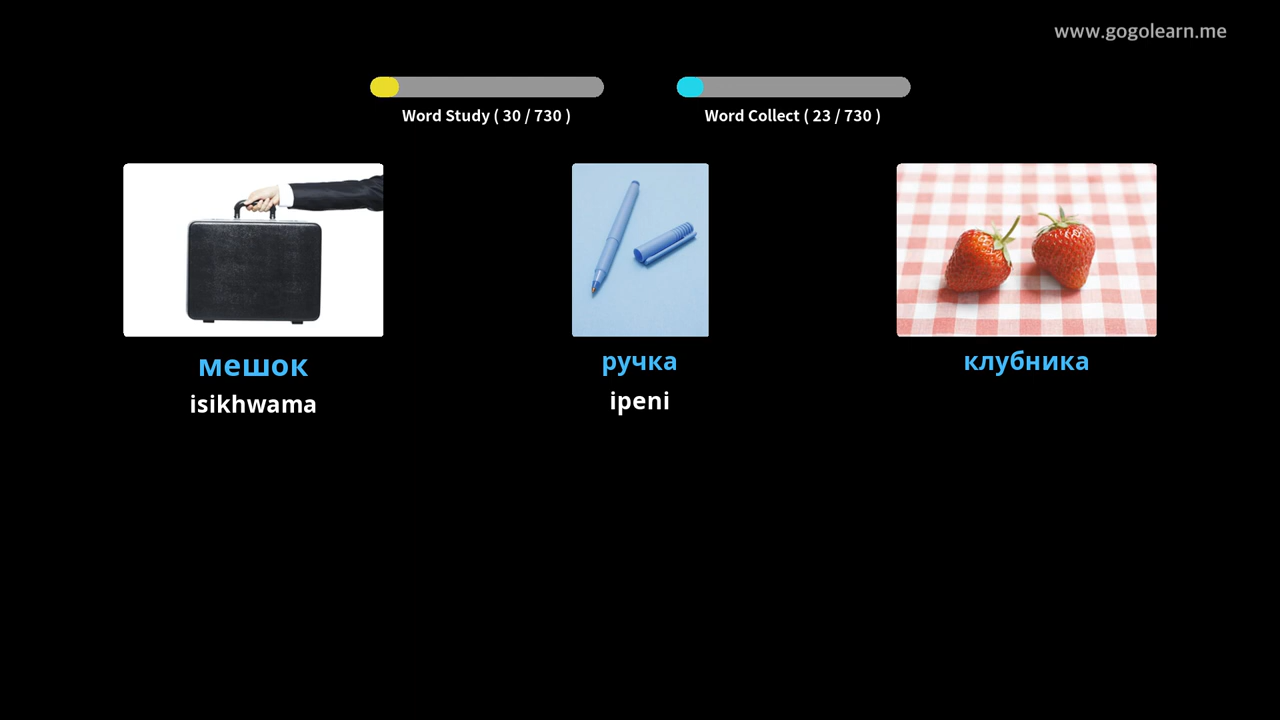 www.gogolearn.me
Word Study ( 30 / 730 )
Word Collect ( 23 / 730 )
мешок
isikhwama
ручка
ipeni
клубника